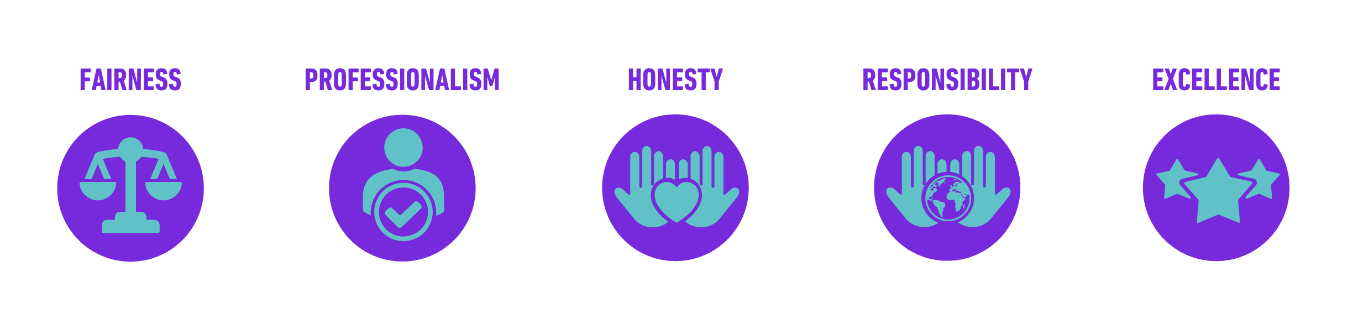 FAIRNESS
PROFESSIONALISM
HONESTY
RESPONSIBILITY
EXCELLENCE